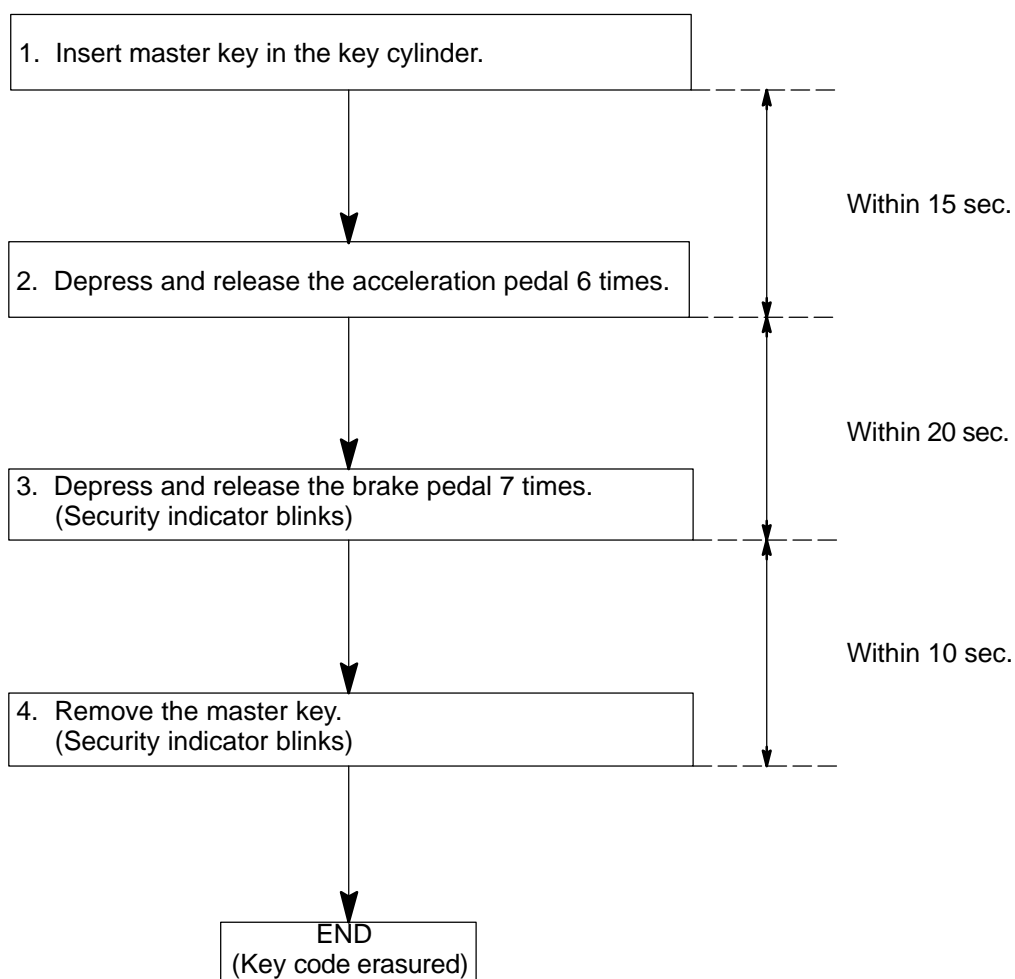 1. Insert master key in the key cylinder.
Within 15 sec.
2. Depress and release the acceleration pedal 6 times.
Within 20 sec.
3. Depress and release the brake pedal 7 times.
(Security indicator blinks)
Within 10 sec.
4. Remove the master key.
(Security indicator blinks)
END
(Key code erasured)